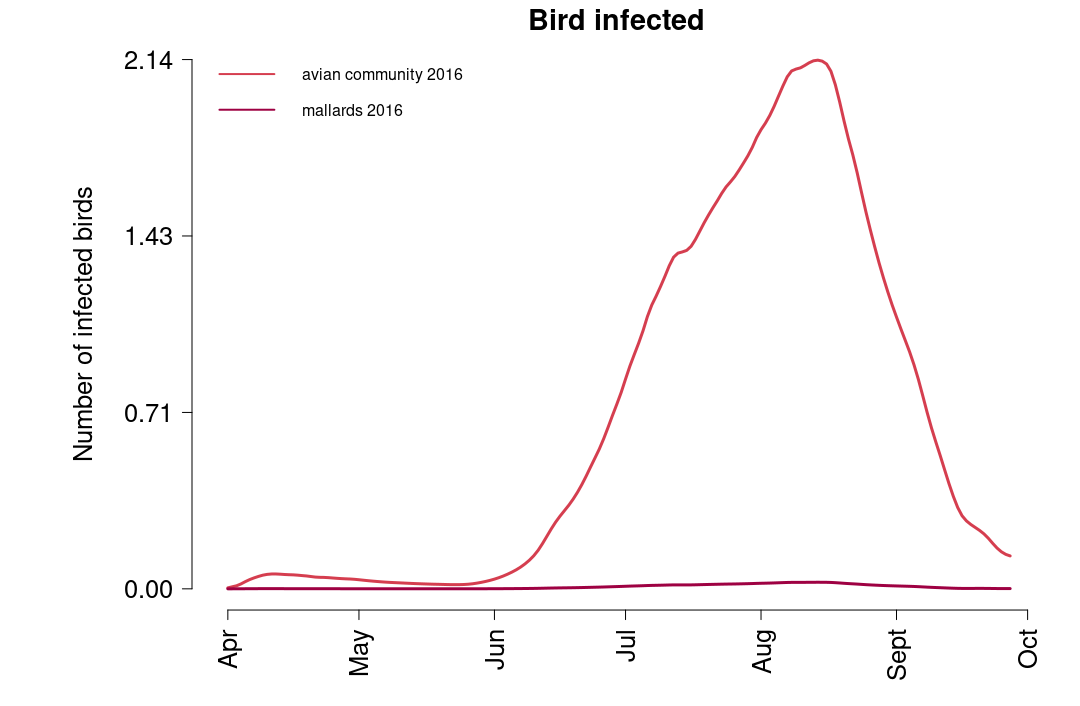 Bird infected
avian community 2016
mallards 2016
Number of infected birds
2.14
1.43
0.71
0.00
Apr
May
Jun
Jul
Aug
Sept
Oct